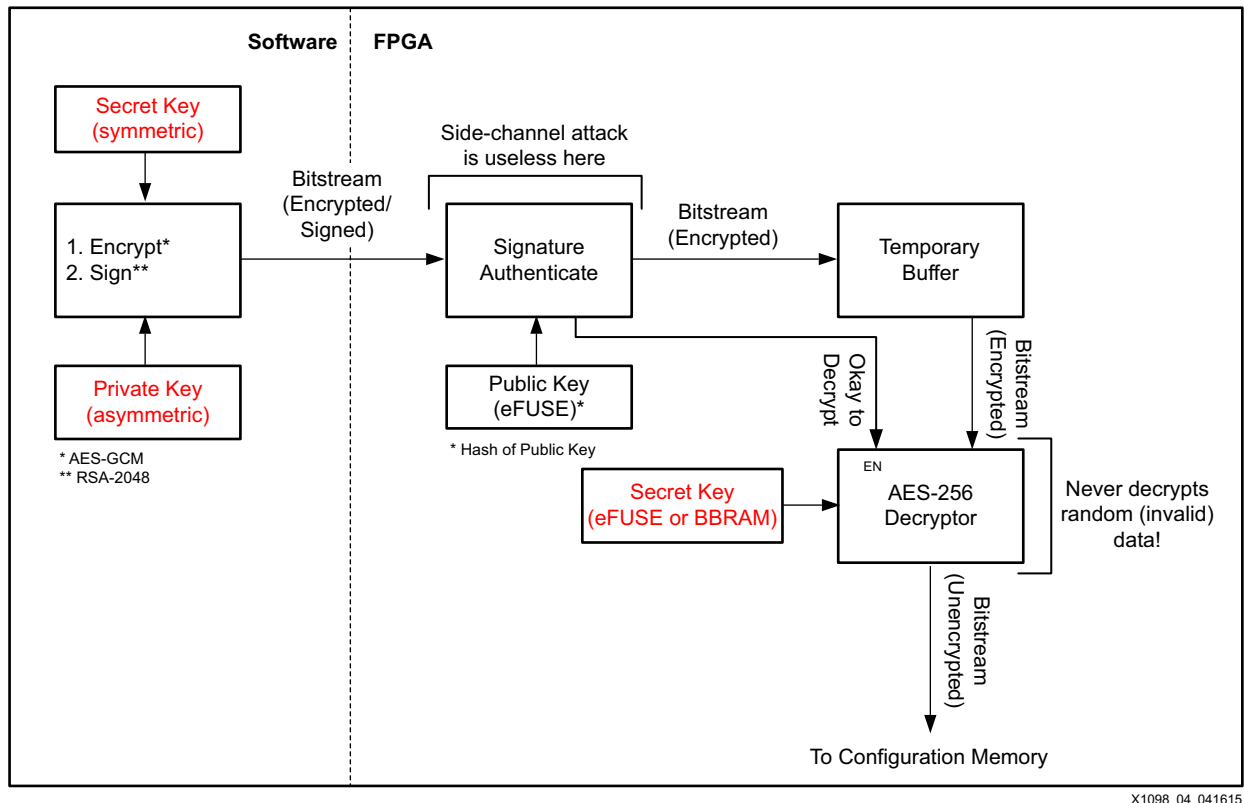 Software
FPGA
Secret Key
(symmetric)
Side-channel attack
is useless here
Bitstream
(Encrypted/
Signed)
1. Encrypt*
2. Sign**
Signature
Authenticate
Bitstream
(Encrypted)
Temporary
Buffer
Private Key
(asymmetric)
* AES-GCM
** RSA-2048
Public Key
(eFUSE)*
* Hash of Public Key
Okay to
Decrypt
Bitstream
(Encrypted)
Secret Key
(eFUSE or BBRAM)
EN
AES-256
Decryptor
Never decrypts
random (invalid)
data!
Bitstream
(Unencrypted)
To Configuration Memory
X1098_04_041615